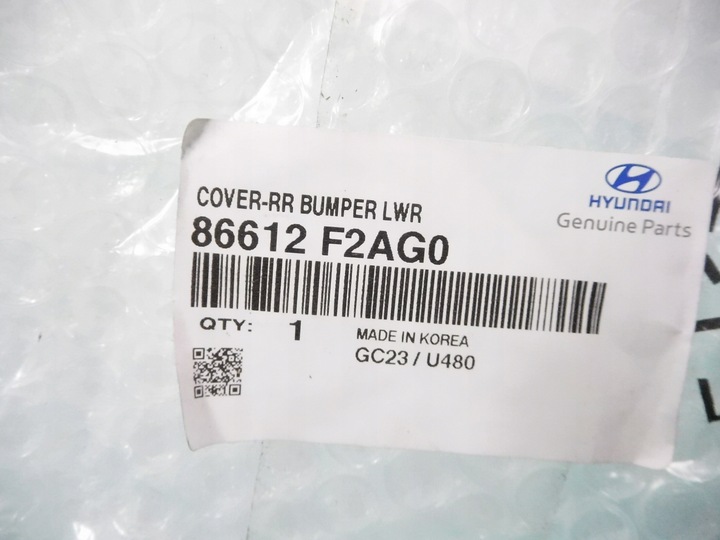 HYUNDAI
Genuine Parts
COVER-RR BUMPER LWR
86612 F2AG0
QTY: 1
MADE IN KOREA
GC23 / U480